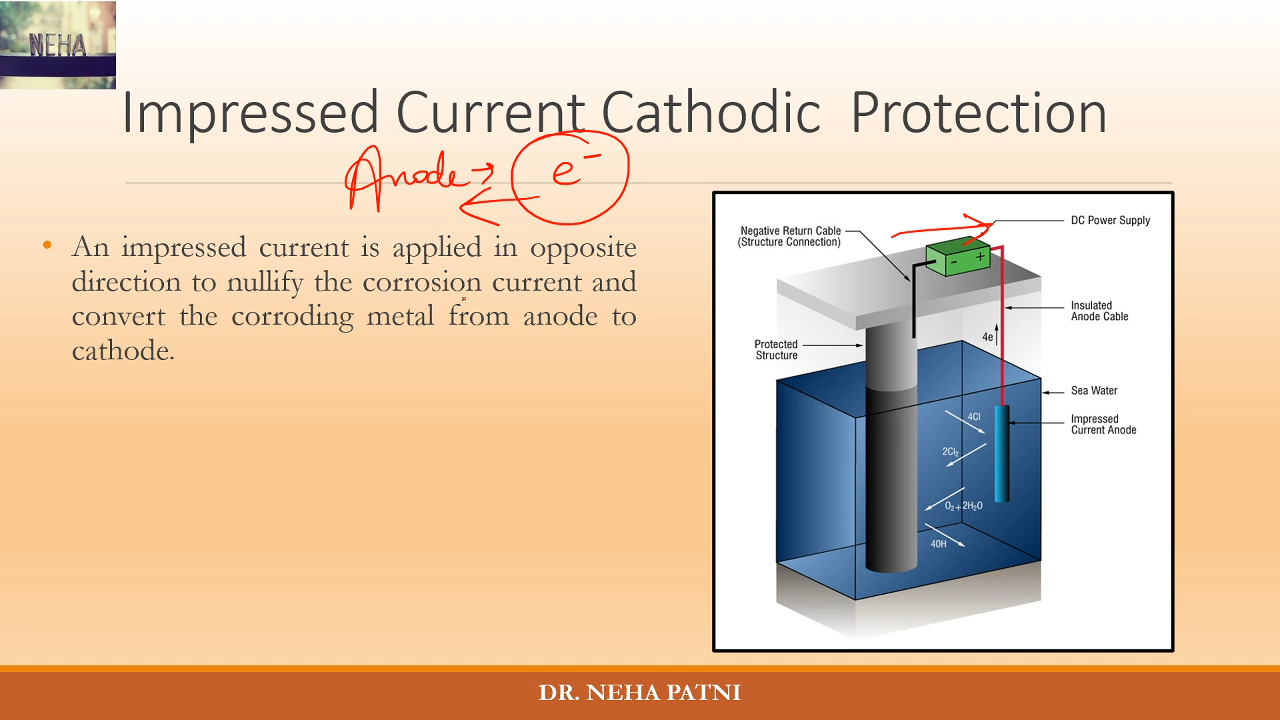 NEHA
Impressed Current Cathodic Protection
Anode → e⁻
• An impressed current is applied in opposite
direction to nullify the corrosion current and
convert the corroding metal from anode to
cathode.
DC Power Supply
Negative Return Cable
(Structure Connection)
- +
Insulated
Anode Cable
4e
Protected
Structure
Sea Water
4Cl
Impressed
Current Anode
2Cl₂
O₂+2H₂O
4OH
DR. NEHA PATNI